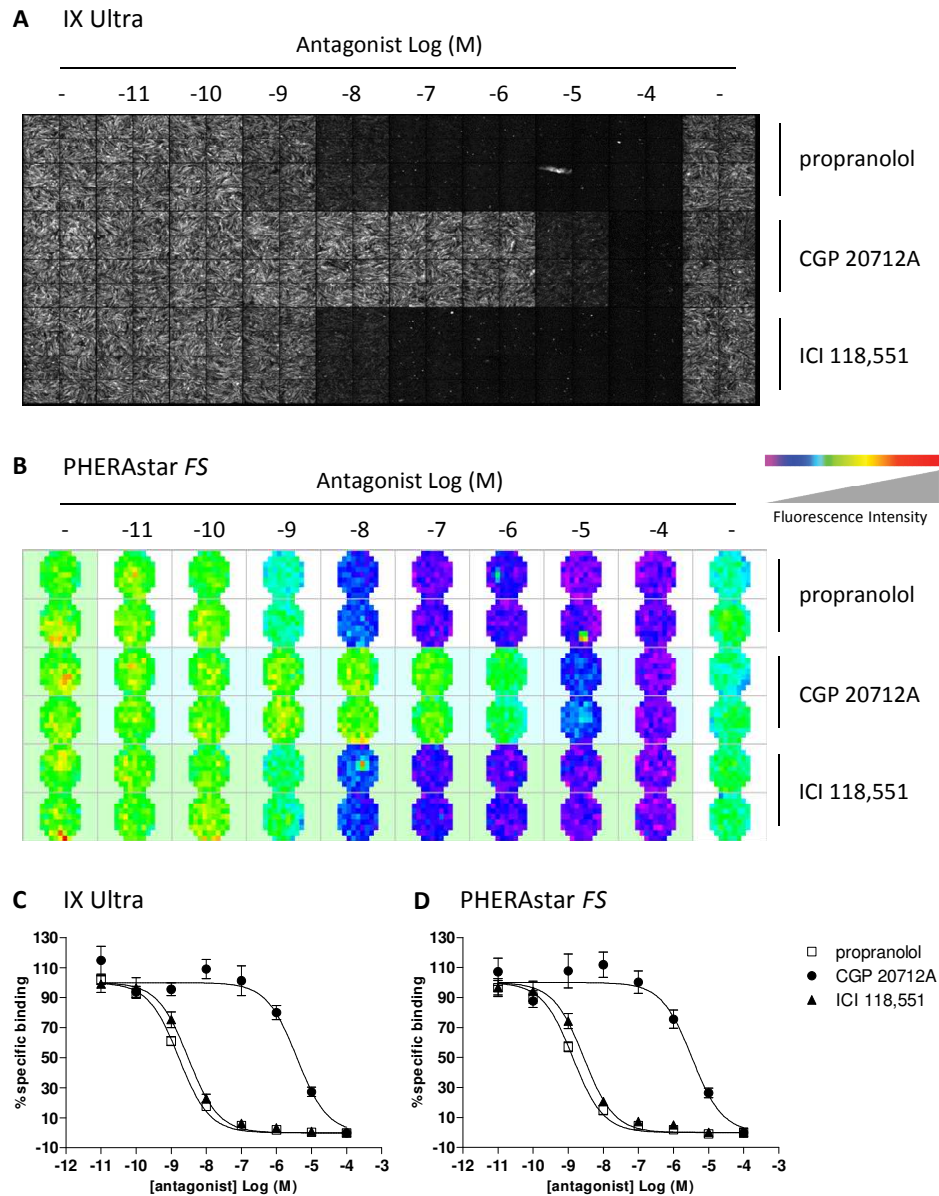 A IX Ultra
Antagonist Log (M)
- -11 -10 -9 -8 -7 -6 -5 -4 -
propranolol
CGP 20712A
ICI 118,551
B PHERAstar FS
Antagonist Log (M)
Fluorescence Intensity
- -11 -10 -9 -8 -7 -6 -5 -4 -
propranolol
CGP 20712A
ICI 118,551
C IX Ultra
% specific binding
130
110
90
70
50
30
10
-10
-12 -11 -10 -9 -8 -7 -6 -5 -4 -3
[antagonist] Log (M)
D PHERAstar FS
% specific binding
130
110
90
70
50
30
10
-10
-12 -11 -10 -9 -8 -7 -6 -5 -4 -3
[antagonist] Log (M)
propranolol
CGP 20712A
ICI 118,551